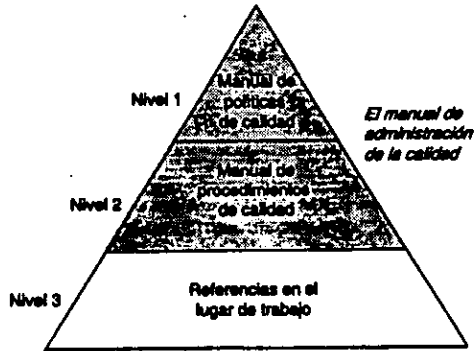 Nivel 1
Manual de
políticas
de calidad
El manual de
administración
de la calidad
Nivel 2
Manual de
procedimientos
de calidad
Nivel 3
Referencias en el
lugar de trabajo